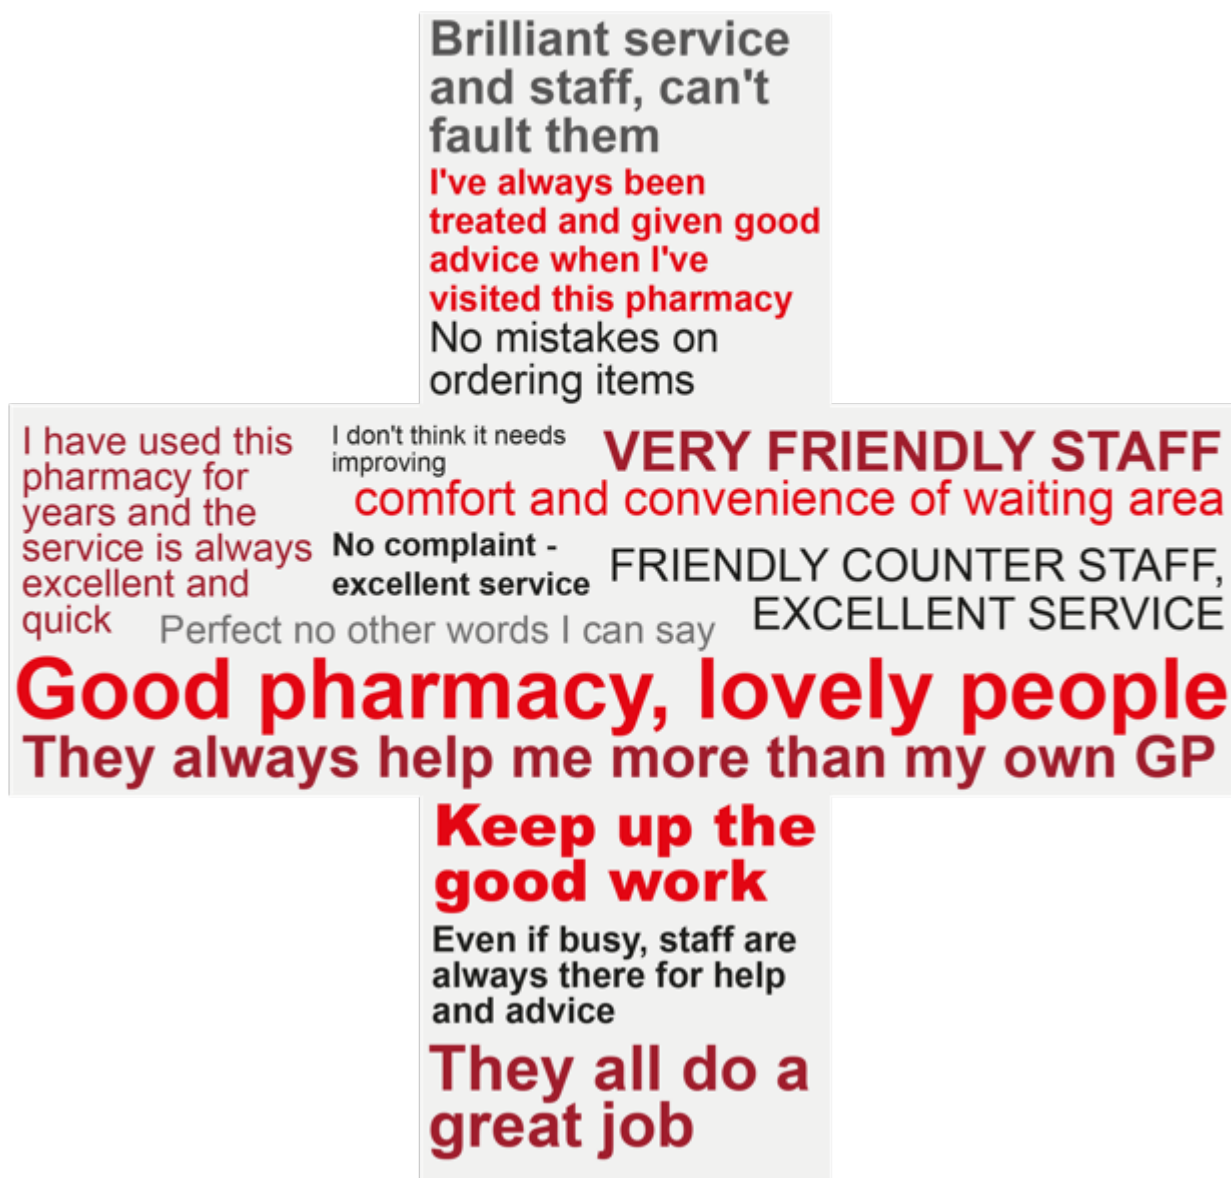 Brilliant service
and staff, can't
fault them
I've always been
treated and given good
advice when I've
visited this pharmacy
No mistakes on
ordering items
I have used this
pharmacy for
years and the
service is always
excellent and
quick
I don't think it needs
improving
VERY FRIENDLY STAFF
comfort and convenience of waiting area
No complaint -
excellent service
FRIENDLY COUNTER STAFF,
EXCELLENT SERVICE
Perfect no other words I can say
Good pharmacy, lovely people
They always help me more than my own GP
Keep up the
good work
Even if busy, staff are
always there for help
and advice
They all do a
great job